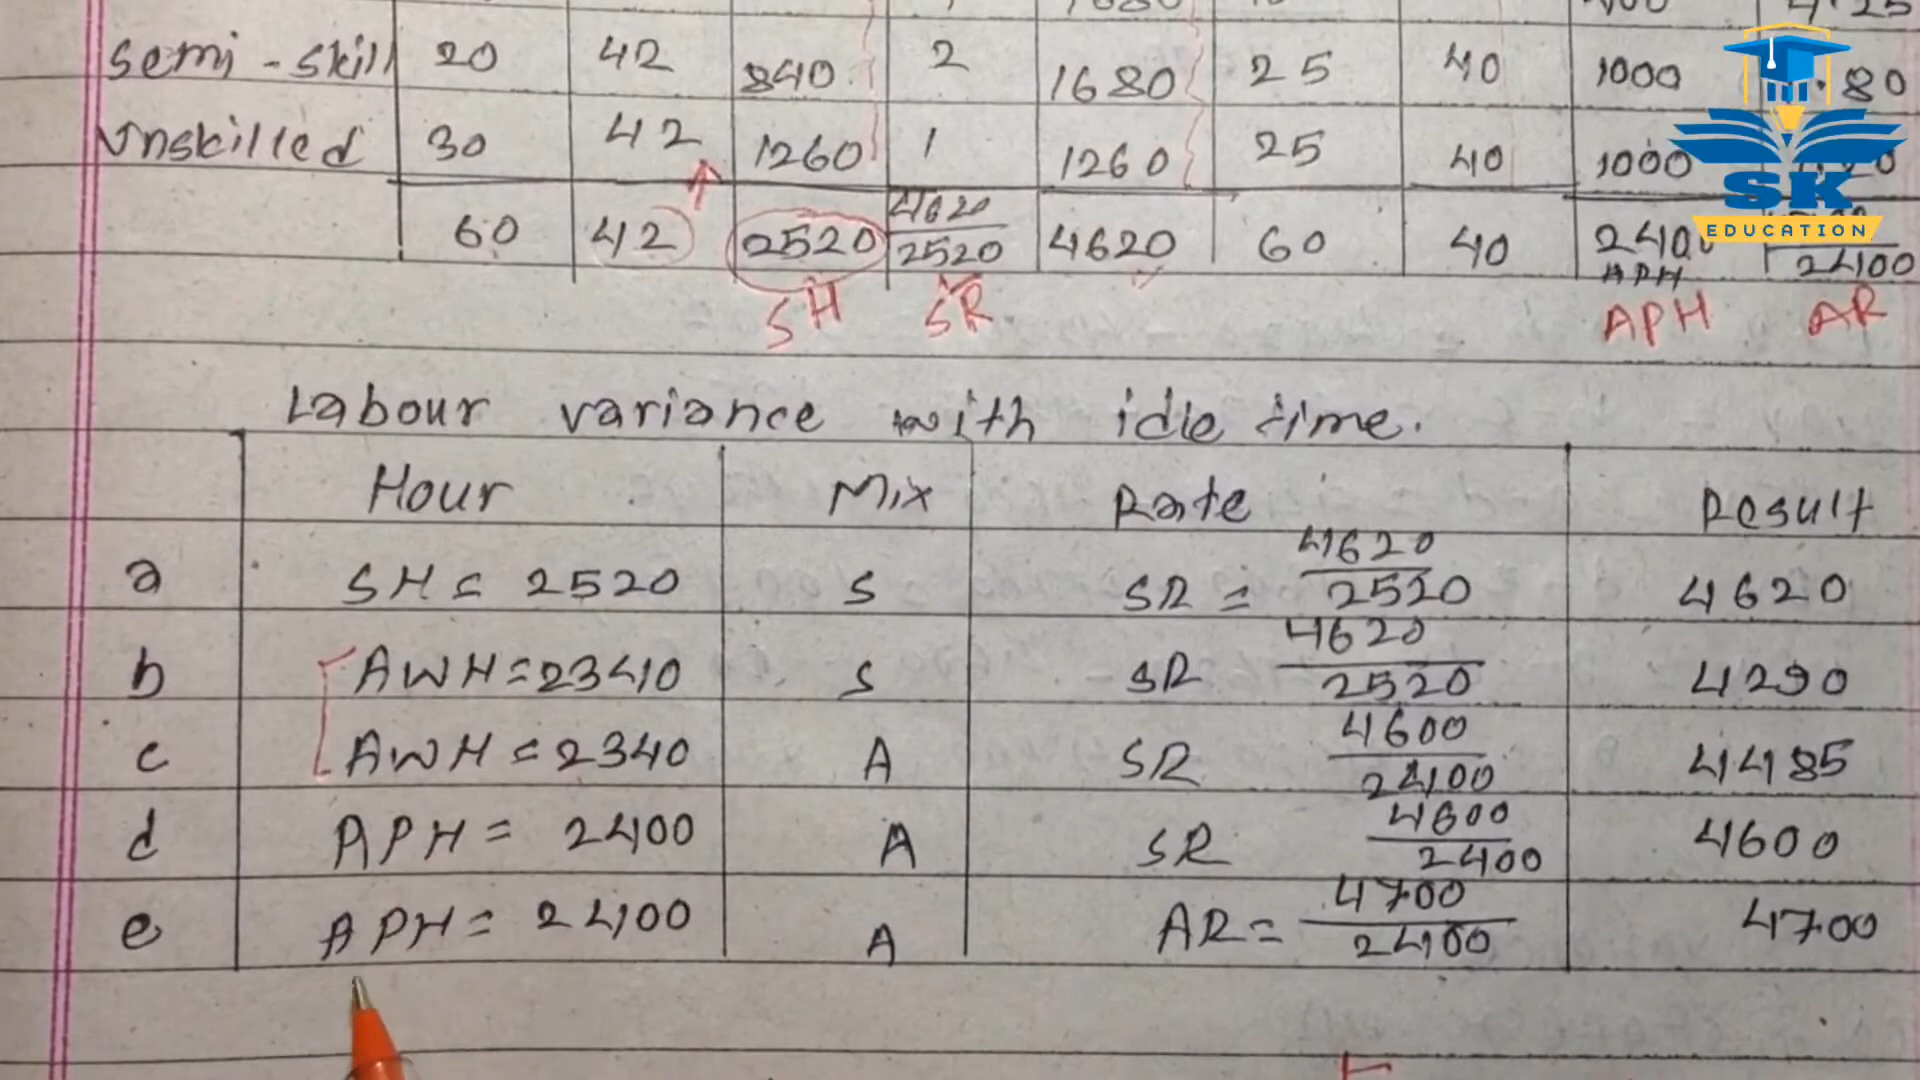 semi-skill 20 42 840 2 1680 25 40 1000 .80
Unskilled 30 42 1260 1 1260 25 40 1000
60 42 2520 4620/2520 4620 60 40 2400 2400
APH
SH SR APH AR
SK
EDUCATION
Labour variance with idle time.
Hour Mix Rate Result
a SH = 2520 S SR = 4620/2520 4620
b AWH = 2340 S SR 4620/2520 4290
c AWH = 2340 A SR 4600/2400 4485
d APH = 2400 A SR 4600/2400 4600
e APH = 2400 A AR = 4700/2400 4700